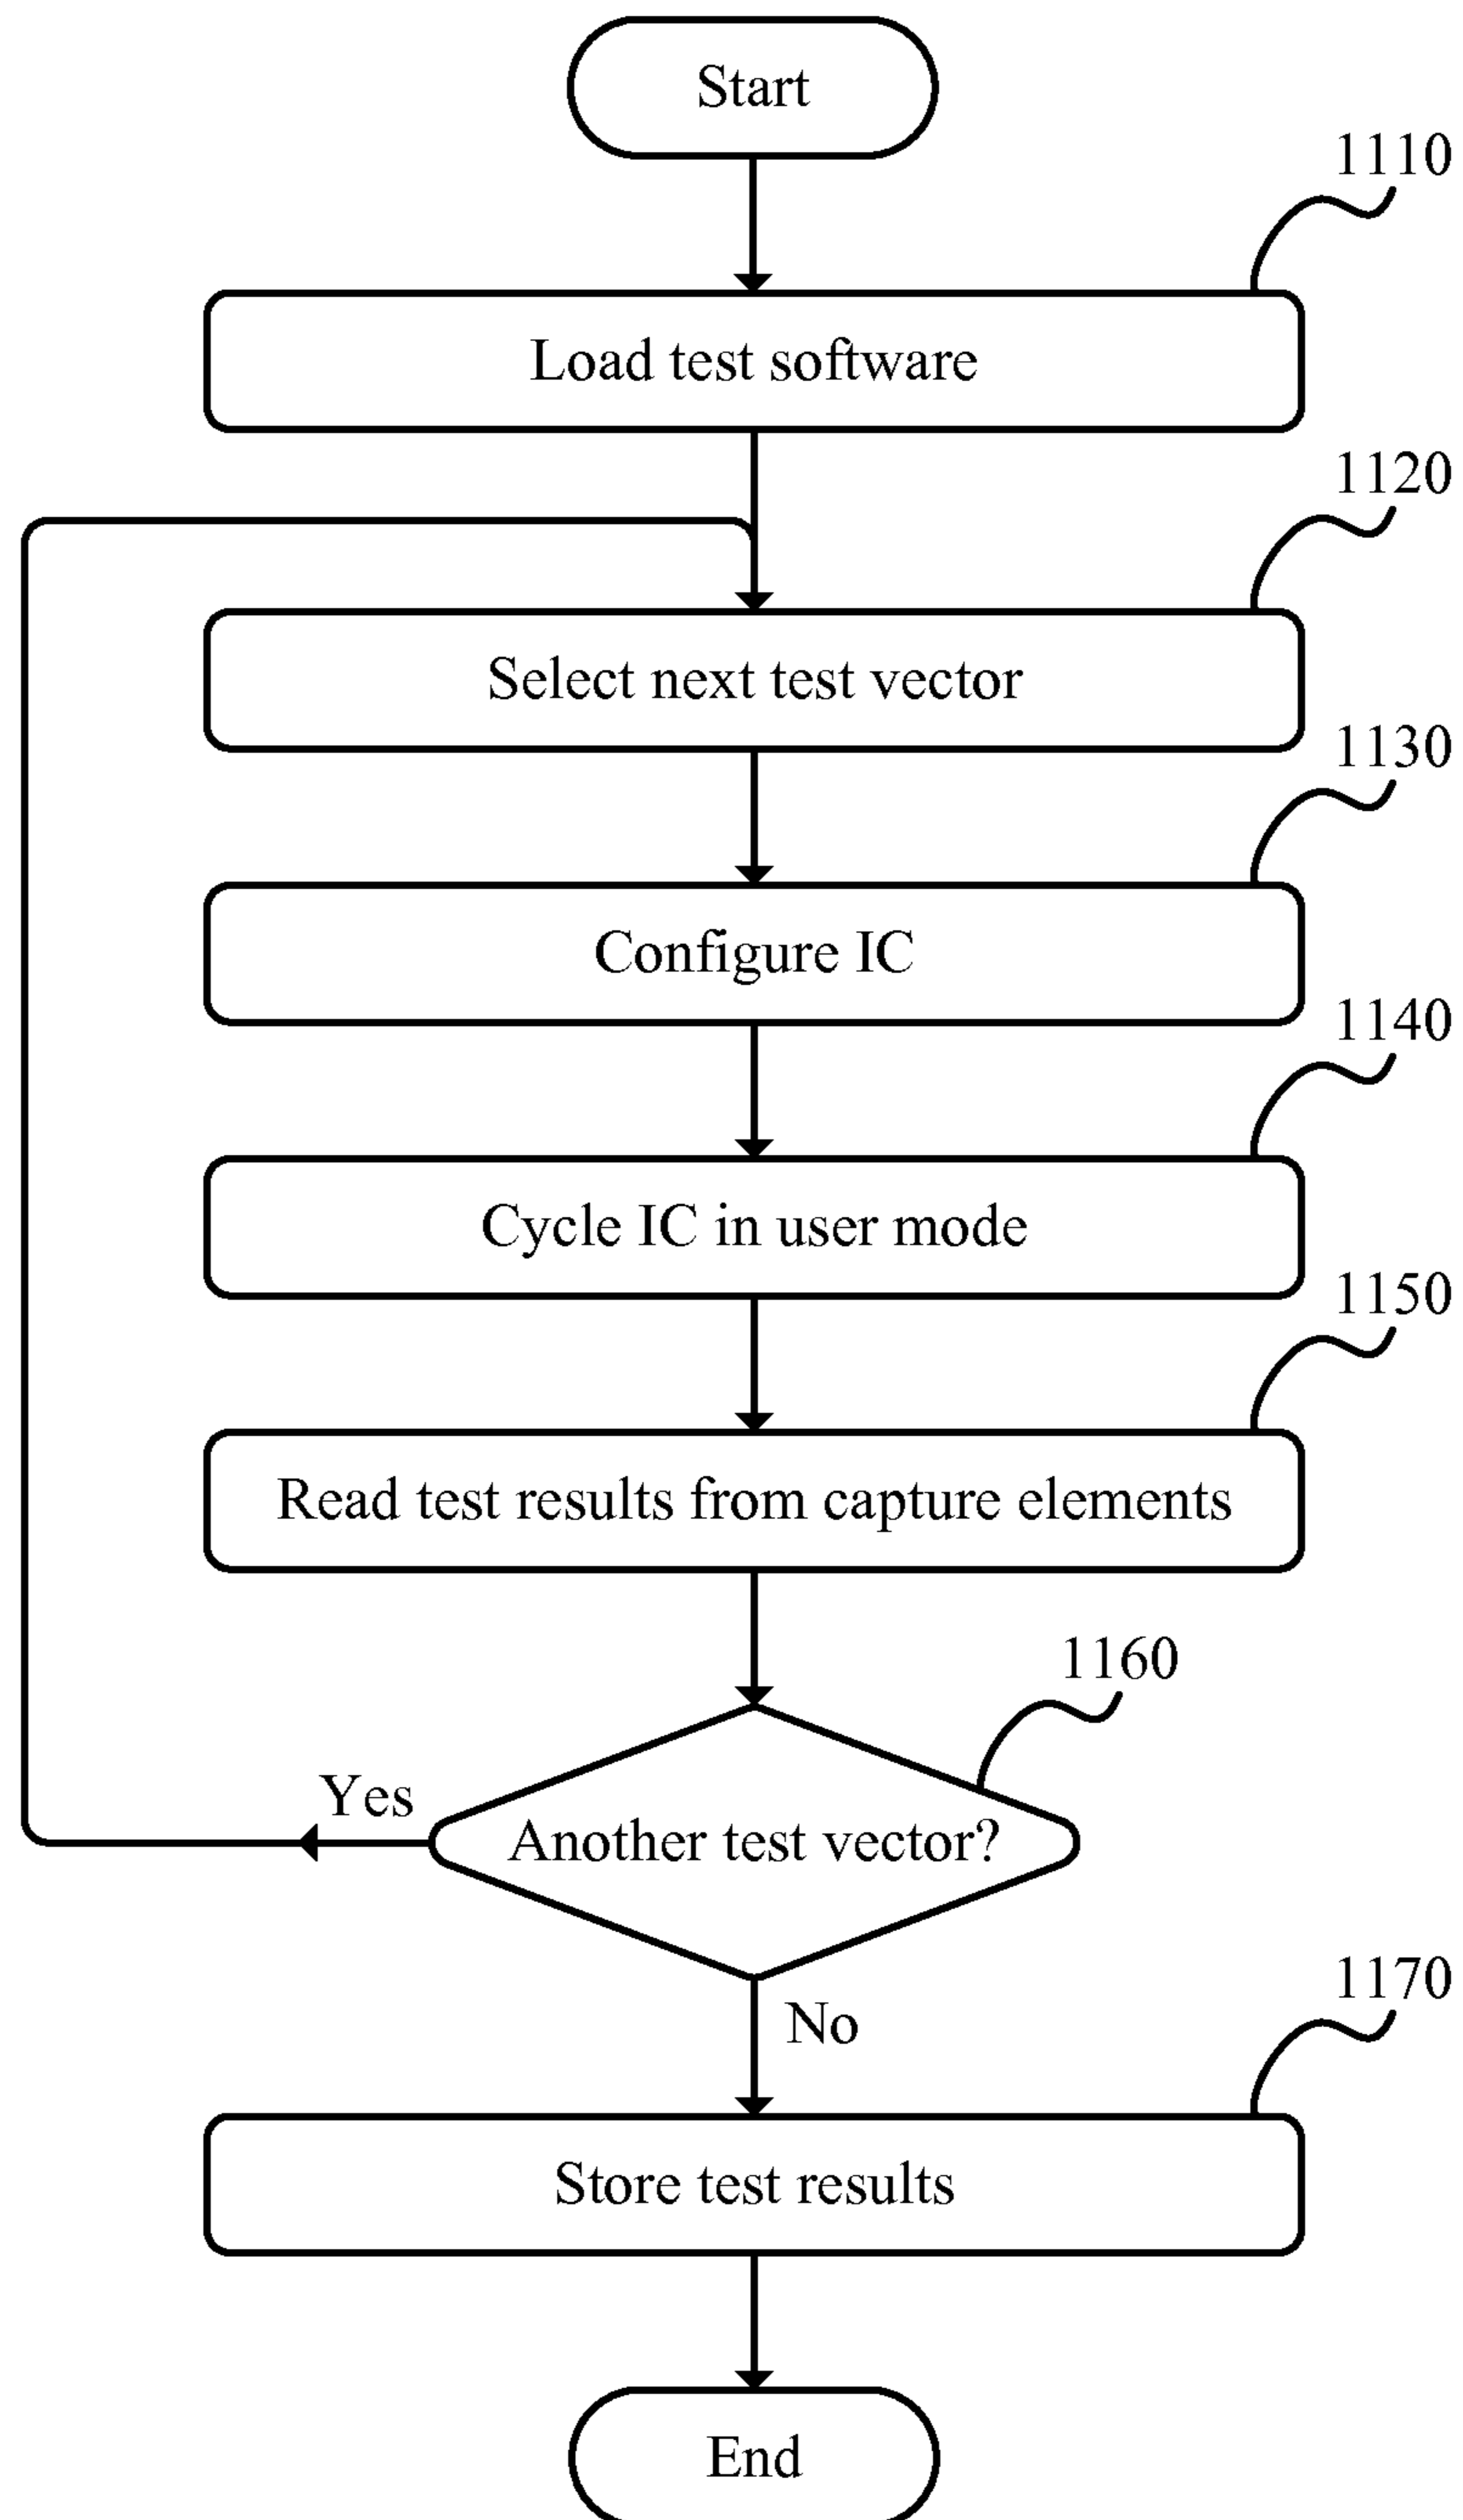 Start
1110
Load test software
1120
Select next test vector
1130
Configure IC
1140
Cycle IC in user mode
1150
Read test results from capture elements
1160
Yes
Another test vector?
No
1170
Store test results
End